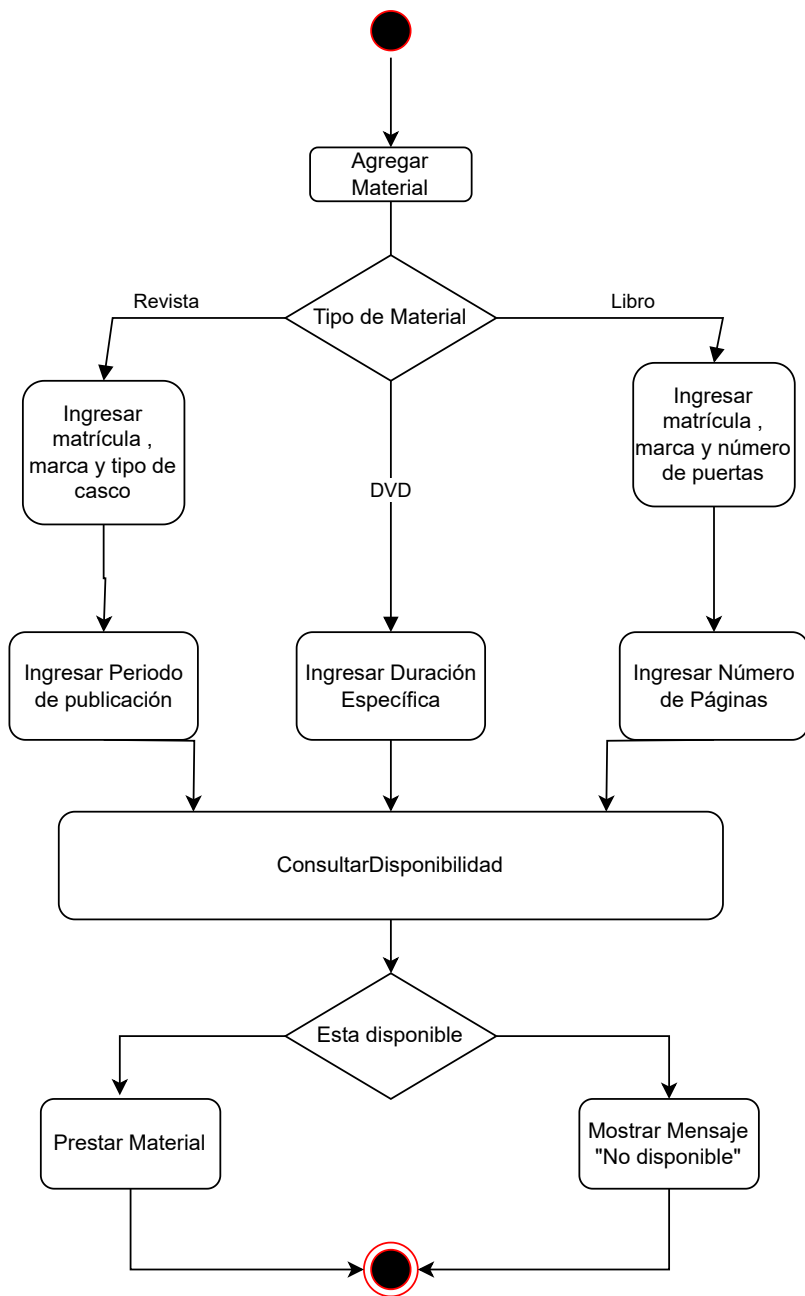 Agregar
Material
Tipo de Material
Revista
Libro
Ingresar
matrícula ,
marca y tipo de
casco
DVD
Ingresar
matrícula ,
marca y número
de puertas
Ingresar Periodo
de publicación
Ingresar Duración
Específica
Ingresar Número
de Páginas
ConsultarDisponibilidad
Esta disponible
Prestar Material
Mostrar Mensaje
"No disponible"